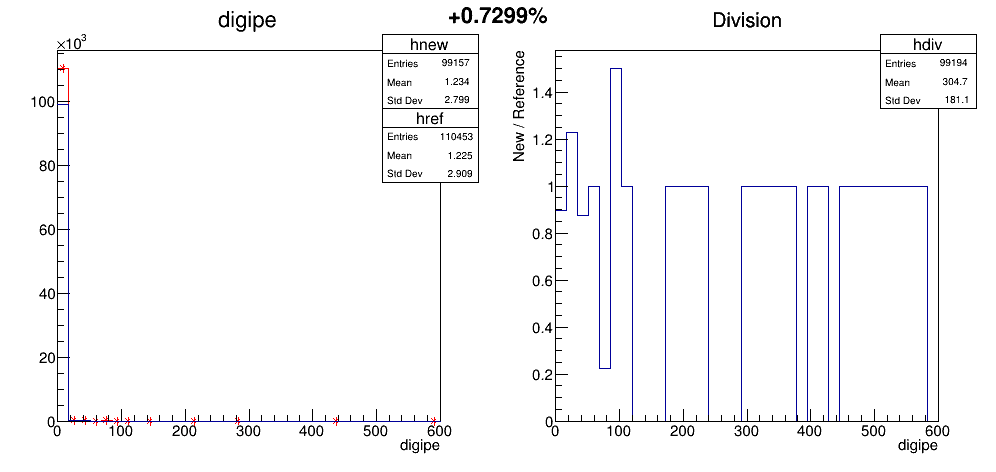 +0.7299%
digipe
×10³
100
80
60
40
20
0
0 100 200 300 400 500 600
digipe
hnew
Entries 99157
Mean 1.234
Std Dev 2.799
href
Entries 110453
Mean 1.225
Std Dev 2.909
Division
New / Reference
1.4
1.2
1
0.8
0.6
0.4
0.2
0
0 100 200 300 400 500 600
digipe
hdiv
Entries 99194
Mean 304.7
Std Dev 181.1